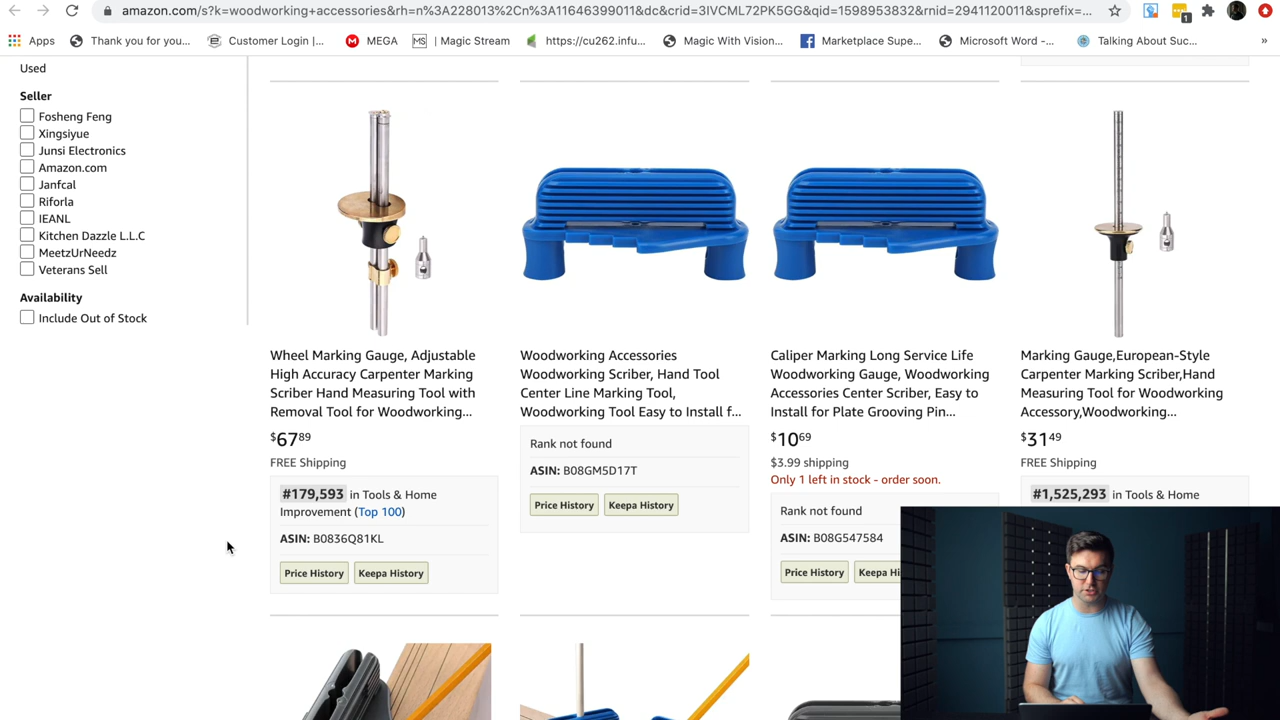 amazon.com/s?k=woodworking+accessories&rh=n%3A228013%2Cn%3A11646399011&dc&crid=3IVCML72PK5GG&qid=1598953832&rnid=2941120011&sprefix=...
1
Apps
Thank you for you...
Customer Login |...
MEGA
MS
| Magic Stream
https://cu262.infu...
Magic With Vision...
Marketplace Supe...
Microsoft Word -...
Talking About Suc...
»
Used
Seller
Fosheng Feng
Xingsiyue
Junsi Electronics
Amazon.com
Janfcal
Riforla
IEANL
Kitchen Dazzle L.L.C
MeetzUrNeedz
Veterans Sell
Availability
Include Out of Stock
Wheel Marking Gauge, Adjustable
High Accuracy Carpenter Marking
Scriber Hand Measuring Tool with
Removal Tool for Woodworking...
$67 89
FREE Shipping
#179,593 in Tools & Home
Improvement (Top 100)
ASIN: B0836Q81KL
Price History
Keepa History
Woodworking Accessories
Woodworking Scriber, Hand Tool
Center Line Marking Tool,
Woodworking Tool Easy to Install f...
Rank not found
ASIN: B08GM5D17T
Price History
Keepa History
Caliper Marking Long Service Life
Woodworking Gauge, Woodworking
Accessories Center Scriber, Easy to
Install for Plate Grooving Pin...
$10 69
$3.99 shipping
Only 1 left in stock - order soon.
Rank not found
ASIN: B08G547584
Price History
Keepa Hi
Marking Gauge,European-Style
Carpenter Marking Scriber,Hand
Measuring Tool for Woodworking
Accessory,Woodworking...
$31 49
FREE Shipping
#1,525,293 in Tools & Home